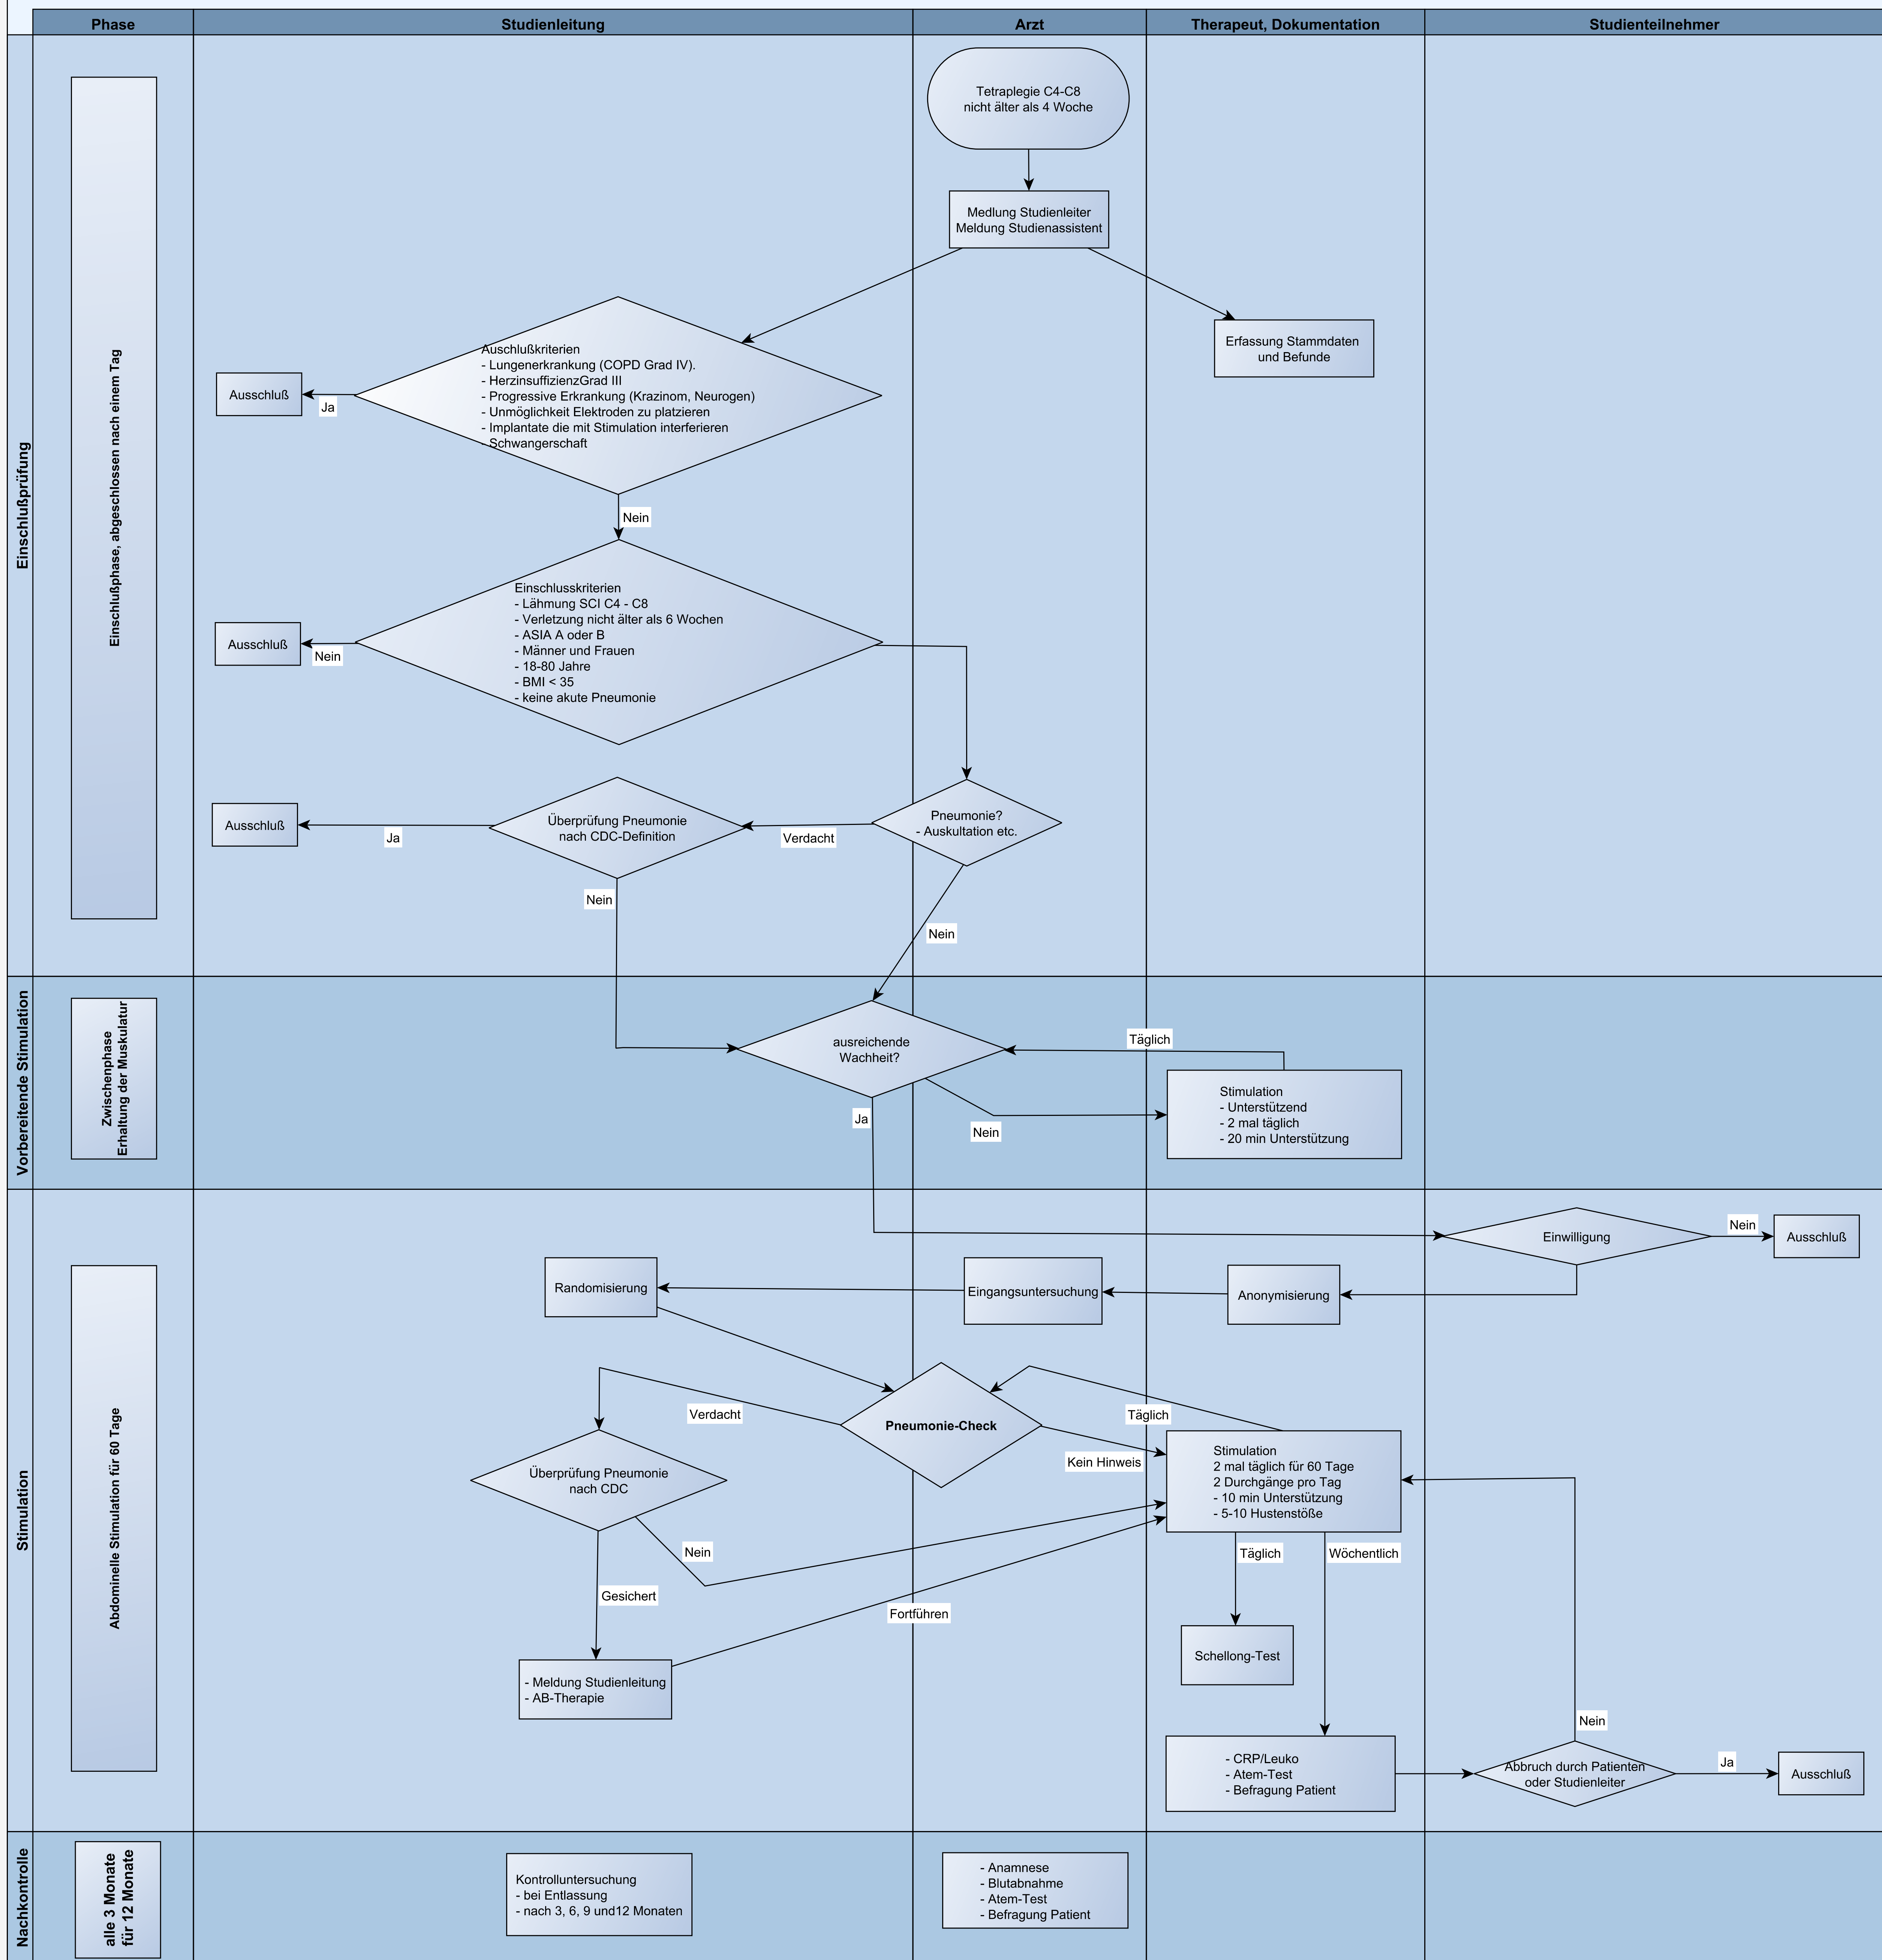 Phase
Studienleitung
Arzt
Therapeut, Dokumentation
Studienteilnehmer
Einschlußprüfung
Einschlußphase, abgeschlossen nach einem Tag
Tetraplegie C4-C8
nicht älter als 4 Woche
Medlung Studienleiter
Meldung Studienassistent
Erfassung Stammdaten
und Befunde
Auschlußkriterien
- Lungenerkrankung (COPD Grad IV).
- HerzinsuffizienzGrad III
- Progressive Erkrankung (Krazinom, Neurogen)
- Unmöglichkeit Elektroden zu platzieren
- Implantate die mit Stimulation interferieren
- Schwangerschaft
Ja
Ausschluß
Nein
Einschlusskriterien
- Lähmung SCI C4 - C8
- Verletzung nicht älter als 6 Wochen
- ASIA A oder B
- Männer und Frauen
- 18-80 Jahre
- BMI < 35
- keine akute Pneumonie
Nein
Ausschluß
Pneumonie?
- Auskultation etc.
Verdacht
Überprüfung Pneumonie
nach CDC-Definition
Ja
Ausschluß
Nein
Nein
Vorbereitende Stimulation
Zwischenphase
Erhaltung der Muskulatur
ausreichende
Wachheit?
Täglich
Stimulation
- Unterstützend
- 2 mal täglich
- 20 min Unterstützung
Nein
Ja
Stimulation
Abdominelle Stimulation für 60 Tage
Einwilligung
Nein
Ausschluß
Anonymisierung
Eingangsuntersuchung
Randomisierung
Pneumonie-Check
Verdacht
Täglich
Kein Hinweis
Überprüfung Pneumonie
nach CDC
Stimulation
2 mal täglich für 60 Tage
2 Durchgänge pro Tag
- 10 min Unterstützung
- 5-10 Hustenstöße
Nein
Gesichert
Fortführen
Täglich
Wöchentlich
- Meldung Studienleitung
- AB-Therapie
Schellong-Test
- CRP/Leuko
- Atem-Test
- Befragung Patient
Nein
Abbruch durch Patienten
oder Studienleiter
Ja
Ausschluß
Nachkontrolle
alle 3 Monate
für 12 Monate
Kontrolluntersuchung
- bei Entlassung
- nach 3, 6, 9 und12 Monaten
- Anamnese
- Blutabnahme
- Atem-Test
- Befragung Patient